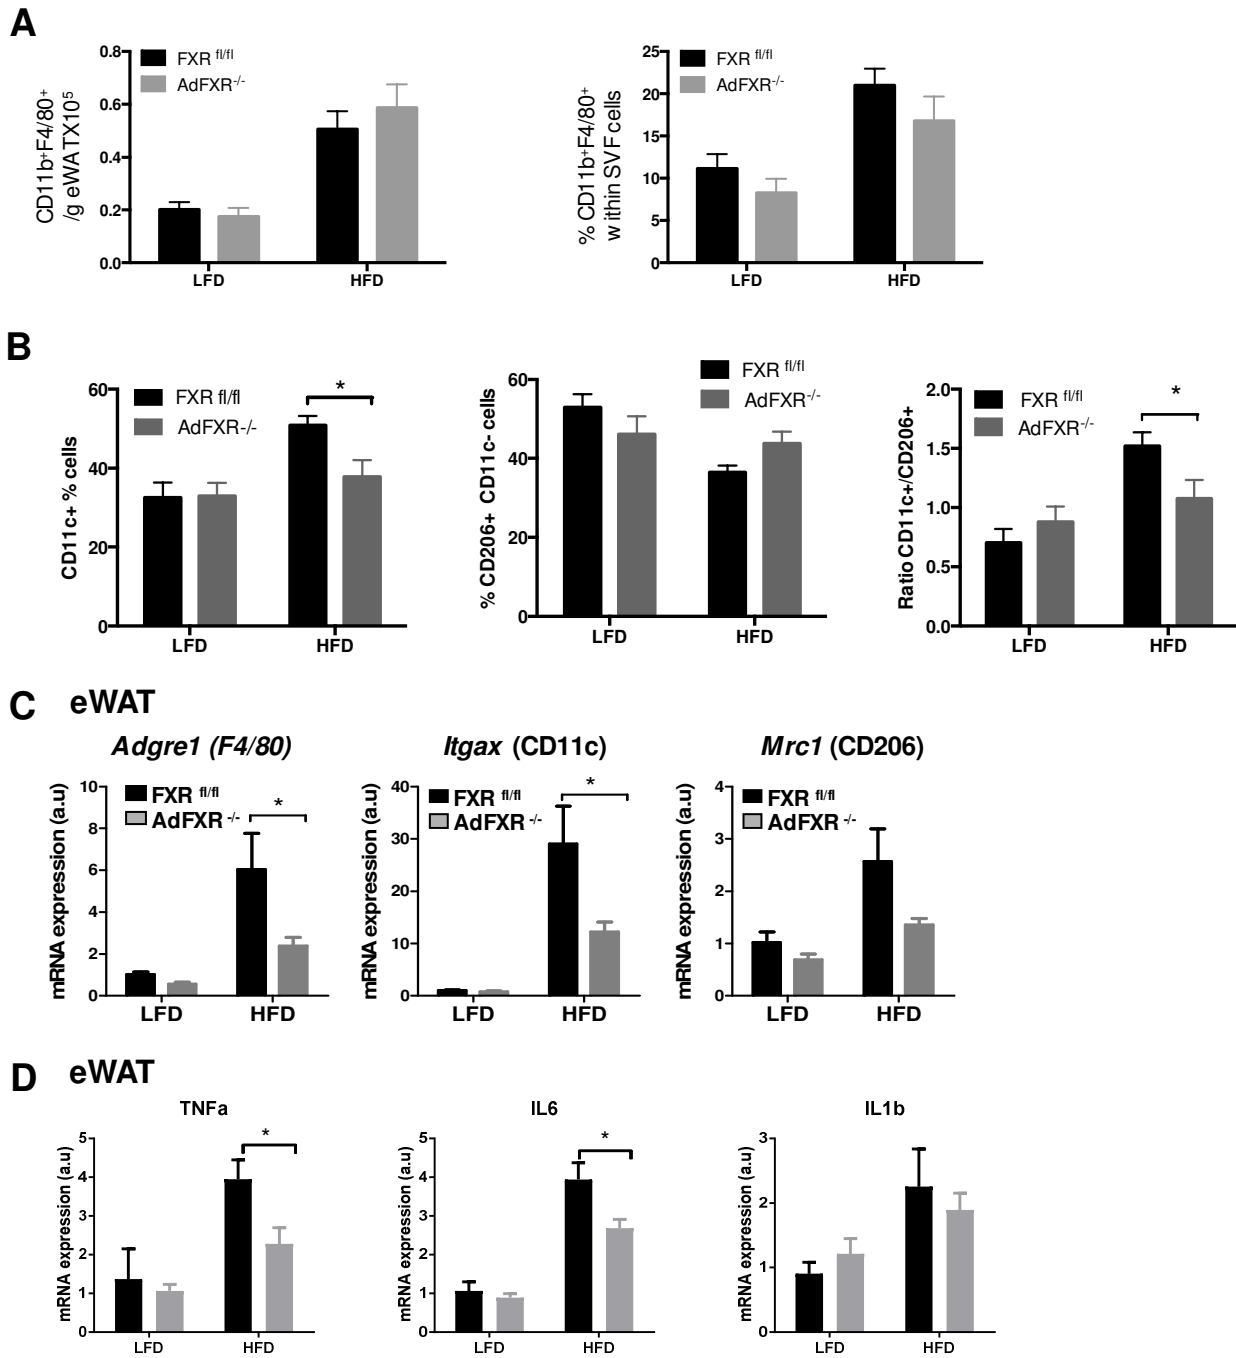 A
CD11b⁺F4/80⁺
/g eWATX10⁵
0.8
0.6
0.4
0.2
0.0
FXR fl/fl
AdFXR-/-
LFD
HFD
% CD11b⁺F4/80⁺
within SVF cells
25
20
15
10
5
0
FXR fl/fl
AdFXR-/-
LFD
HFD
B
CD11c+ % cells
60
40
20
0
FXR fl/fl
AdFXR-/-
*
LFD
HFD
% CD206+ CD11c- cells
60
40
20
0
FXR fl/fl
AdFXR-/-
LFD
HFD
Ratio CD11c+/CD206+
2.0
1.5
1.0
0.5
0.0
FXR fl/fl
AdFXR-/-
*
LFD
HFD
C eWAT
Adgre1 (F4/80)
mRNA expression (a.u)
10
8
6
4
2
0
FXR fl/fl
AdFXR -/-
*
LFD
HFD
Itgax (CD11c)
mRNA expression (a.u)
40
30
20
10
0
FXR fl/fl
AdFXR -/-
*
LFD
HFD
Mrc1 (CD206)
mRNA expression (a.u)
4
3
2
1
0
FXR fl/fl
AdFXR -/-
LFD
HFD
D eWAT
TNFa
mRNA expression (a.u)
5
4
3
2
1
0
*
LFD
HFD
IL6
mRNA expression (a.u)
5
4
3
2
1
0
*
LFD
HFD
IL1b
mRNA expression (a.u)
3
2
1
0
LFD
HFD